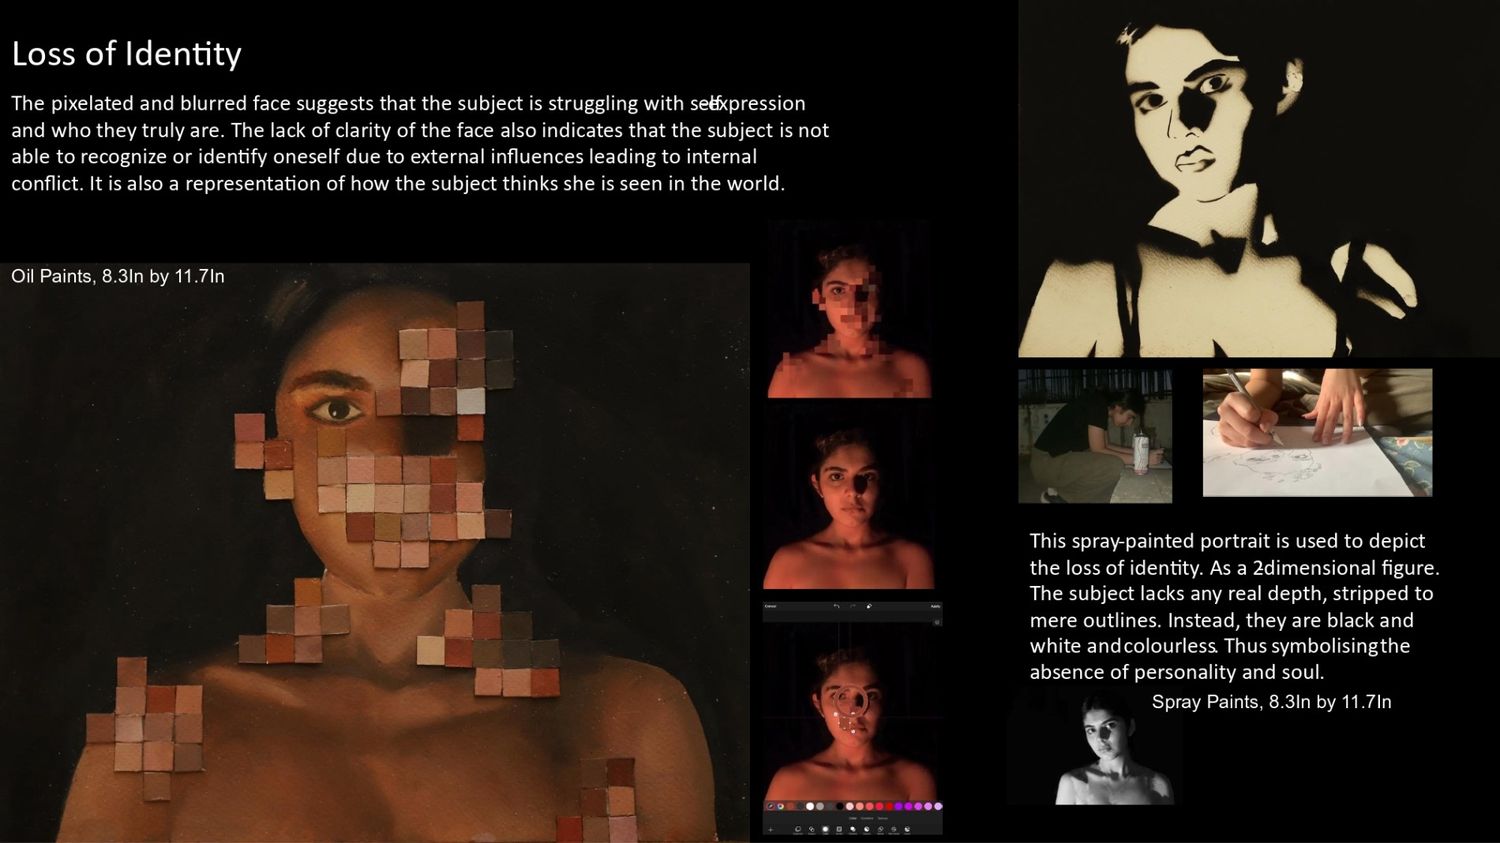 Loss of Identity
The pixelated and blurred face suggests that the subject is struggling with self-expression
and who they truly are. The lack of clarity of the face also indicates that the subject is not
able to recognize or identify oneself due to external influences leading to internal
conflict. It is also a representation of how the subject thinks she is seen in the world.
Oil Paints, 8.3In by 11.7In
Cancel
Apply
This spray-painted portrait is used to depict
the loss of identity. As a 2dimensional figure.
The subject lacks any real depth, stripped to
mere outlines. Instead, they are black and
white and colourless. Thus symbolising the
absence of personality and soul.
Spray Paints, 8.3In by 11.7In